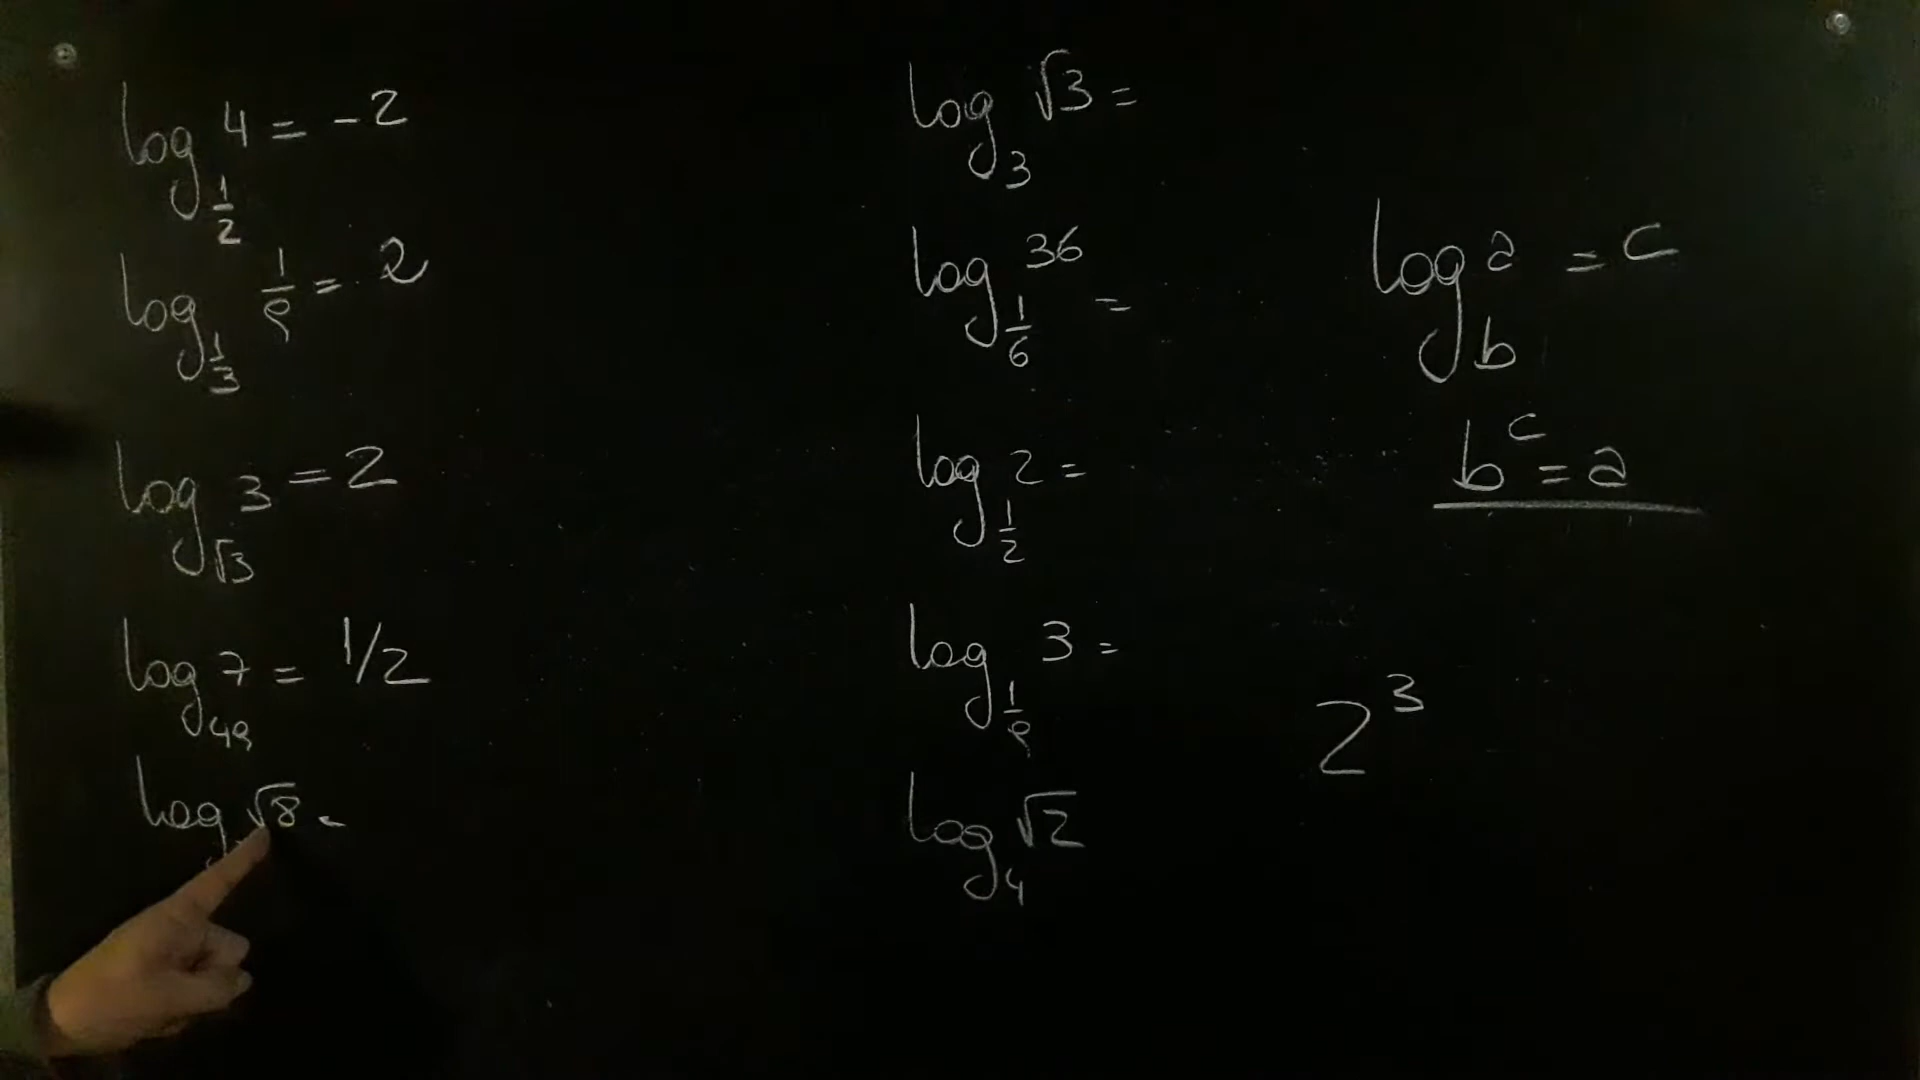 log_{1/2} 4 = -2
log_{1/3} 1/9 = 2
log_{√3} 3 = 2
log_{49} 7 = 1/2
log √8 =
log_3 √3 =
log_{1/6} 36 =
log_{1/2} 2 =
log_{1/9} 3 =
log_4 √2
log_b a = c
b^c = a
2^3